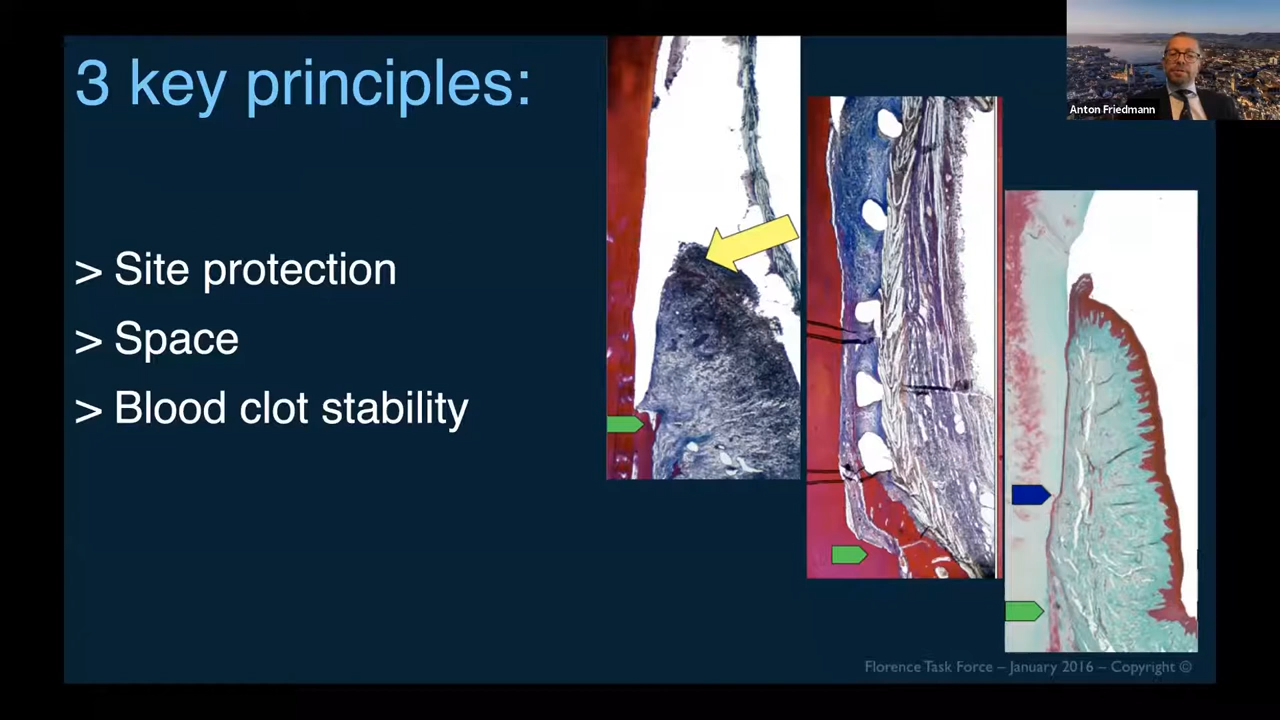 3 key principles:
> Site protection
> Space
> Blood clot stability
Anton Friedmann
Florence Task Force – January 2016 – Copyright ©